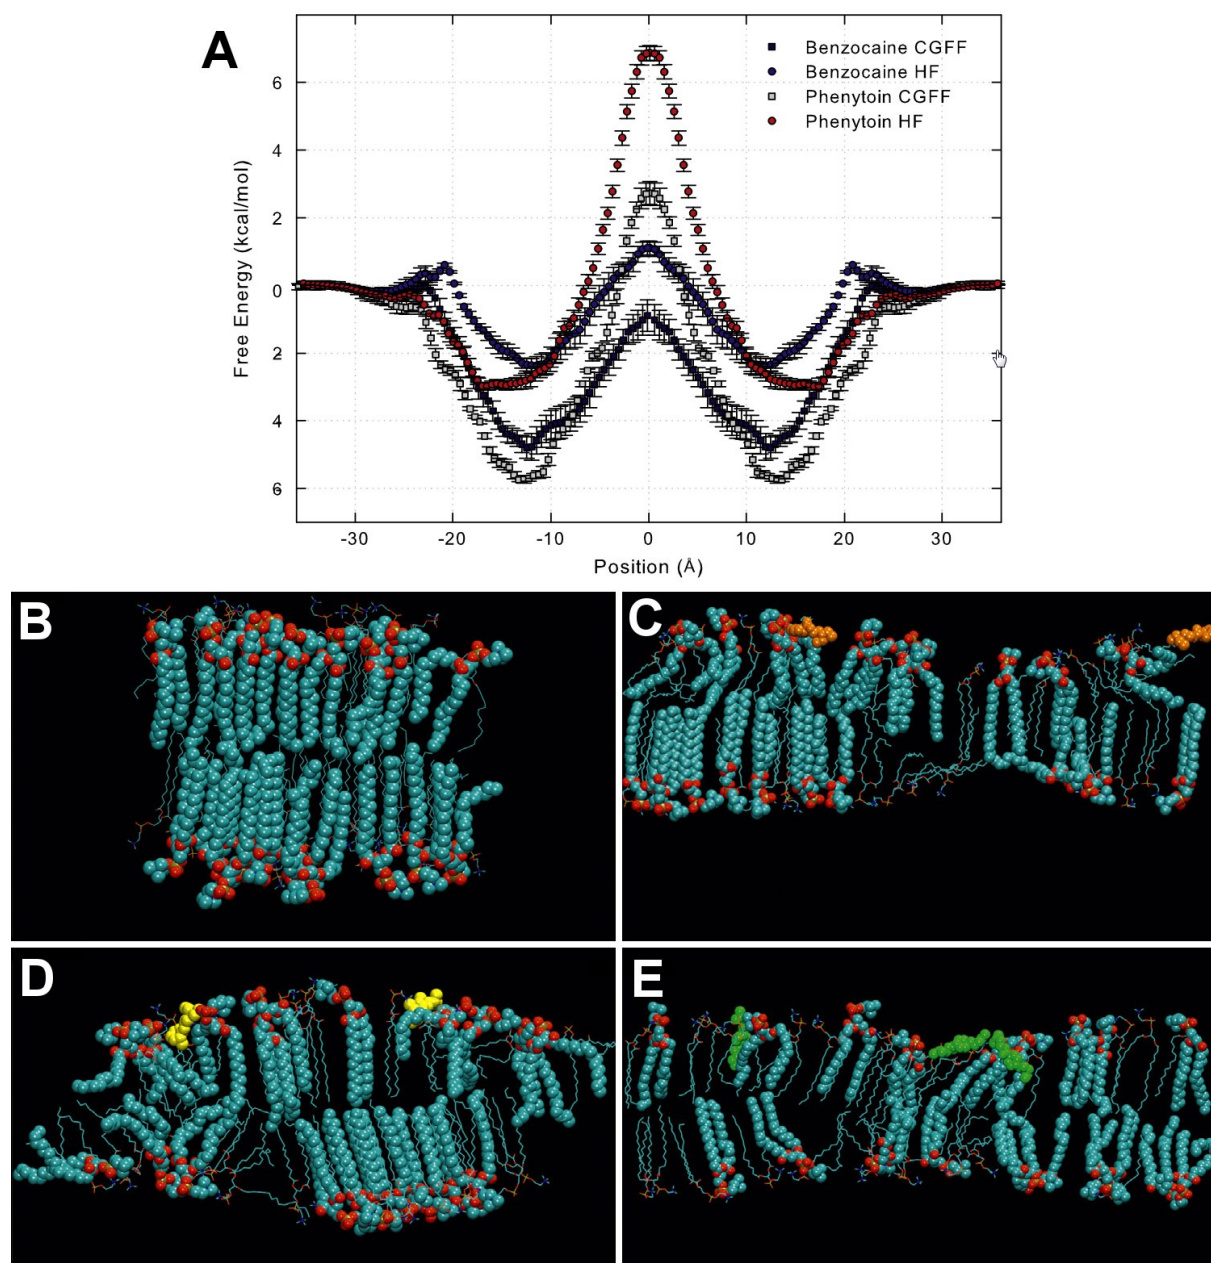 A
Benzocaine CGFF
Benzocaine HF
Phenytoin CGFF
Phenytoin HF
Free Energy (kcal/mol)
6
4
2
0
2
4
6
-30 -20 -10 0 10 20 30
Position (Å)
B
C
D
E